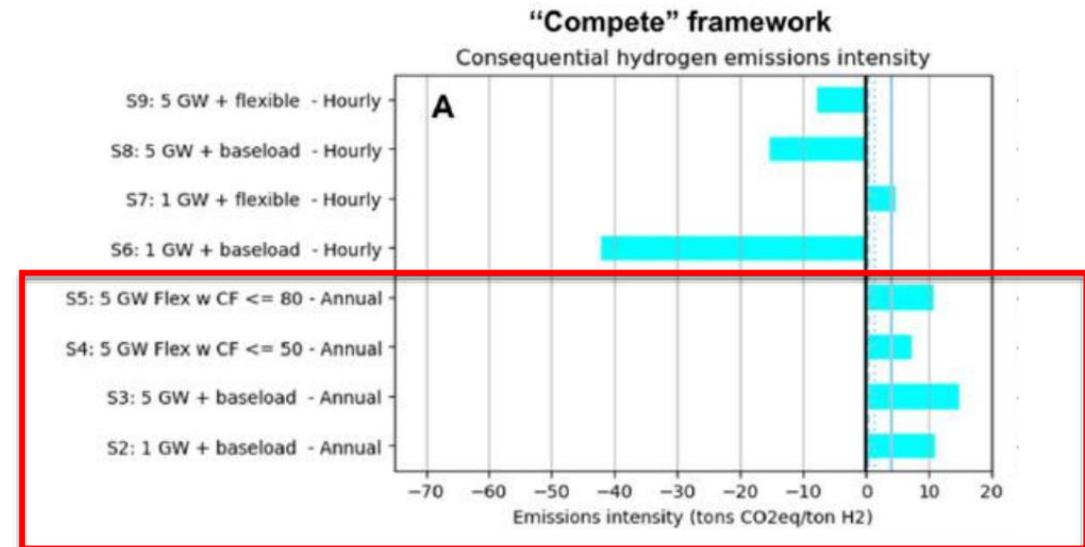 “Compete” framework
Consequential hydrogen emissions intensity
A
S9: 5 GW + flexible  - Hourly
S8: 5 GW + baseload  - Hourly
S7: 1 GW + flexible  - Hourly
S6: 1 GW + baseload  - Hourly
S5: 5 GW Flex w CF <= 80 - Annual
S4: 5 GW Flex w CF <= 50 - Annual
S3: 5 GW + baseload  - Annual
S2: 1 GW + baseload  - Annual
−70 −60 −50 −40 −30 −20 −10 0 10 20
Emissions intensity (tons CO2eq/ton H2)